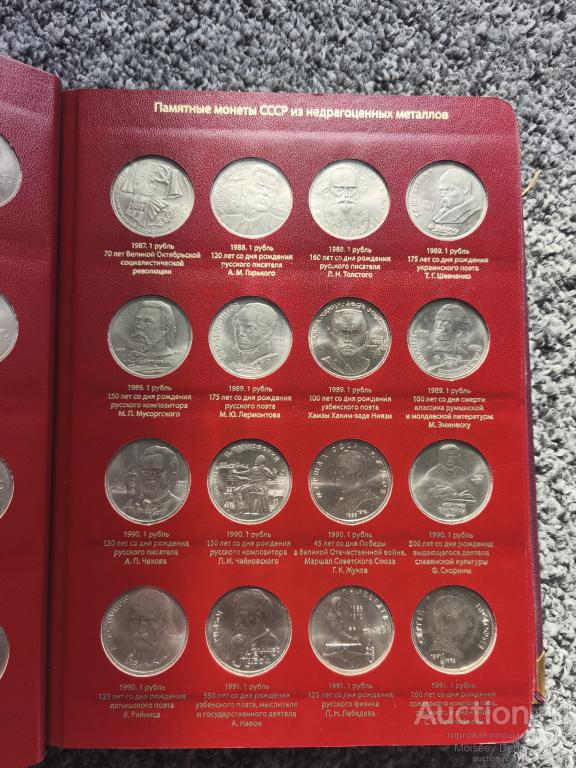 Памятные монеты СССР из недрагоценных металлов
1987. 1 рубль
70 лет Великой Октябрьской
социалистической
революции
1988. 1 рубль
120 лет со дня рождения
русского писателя
А. М. Горького
1988. 1 рубль
160 лет со дня рождения
русского писателя
Л. Н. Толстого
1989. 1 рубль
175 лет со дня рождения
украинского поэта
Т. Г. Шевченко
1989. 1 рубль
150 лет со дня рождения
русского композитора
М. П. Мусоргского
1989. 1 рубль
175 лет со дня рождения
русского поэта
М. Ю. Лермонтова
1989. 1 рубль
100 лет со дня рождения
узбекского поэта
Хамзы Хаким-заде Ниязи
1989. 1 рубль
100 лет со дня смерти
классика румынской
и молдавской литературы
М. Эминеску
1990. 1 рубль
130 лет со дня рождения
русского писателя
А. П. Чехова
1990. 1 рубль
150 лет со дня рождения
русского композитора
П. И. Чайковского
1990. 1 рубль
45 лет со дня Победы
в Великой Отечественной войне,
Маршал Советского Союза
Г. К. Жуков
1990. 1 рубль
500 лет со дня рождения
выдающегося деятеля
славянской культуры
Ф. Скорины
1990. 1 рубль
125 лет со дня рождения
латышского поэта
Я. Райниса
1991. 1 рубль
550 лет со дня рождения
узбекского поэта, мыслителя
и государственного деятеля
А. Навои
1991. 1 рубль
125 лет со дня рождения
русского физика
П. Н. Лебедева
1991. 1 рубль
100 лет со дня рождения
советского композитора,
Auction
торговая
Moiseev